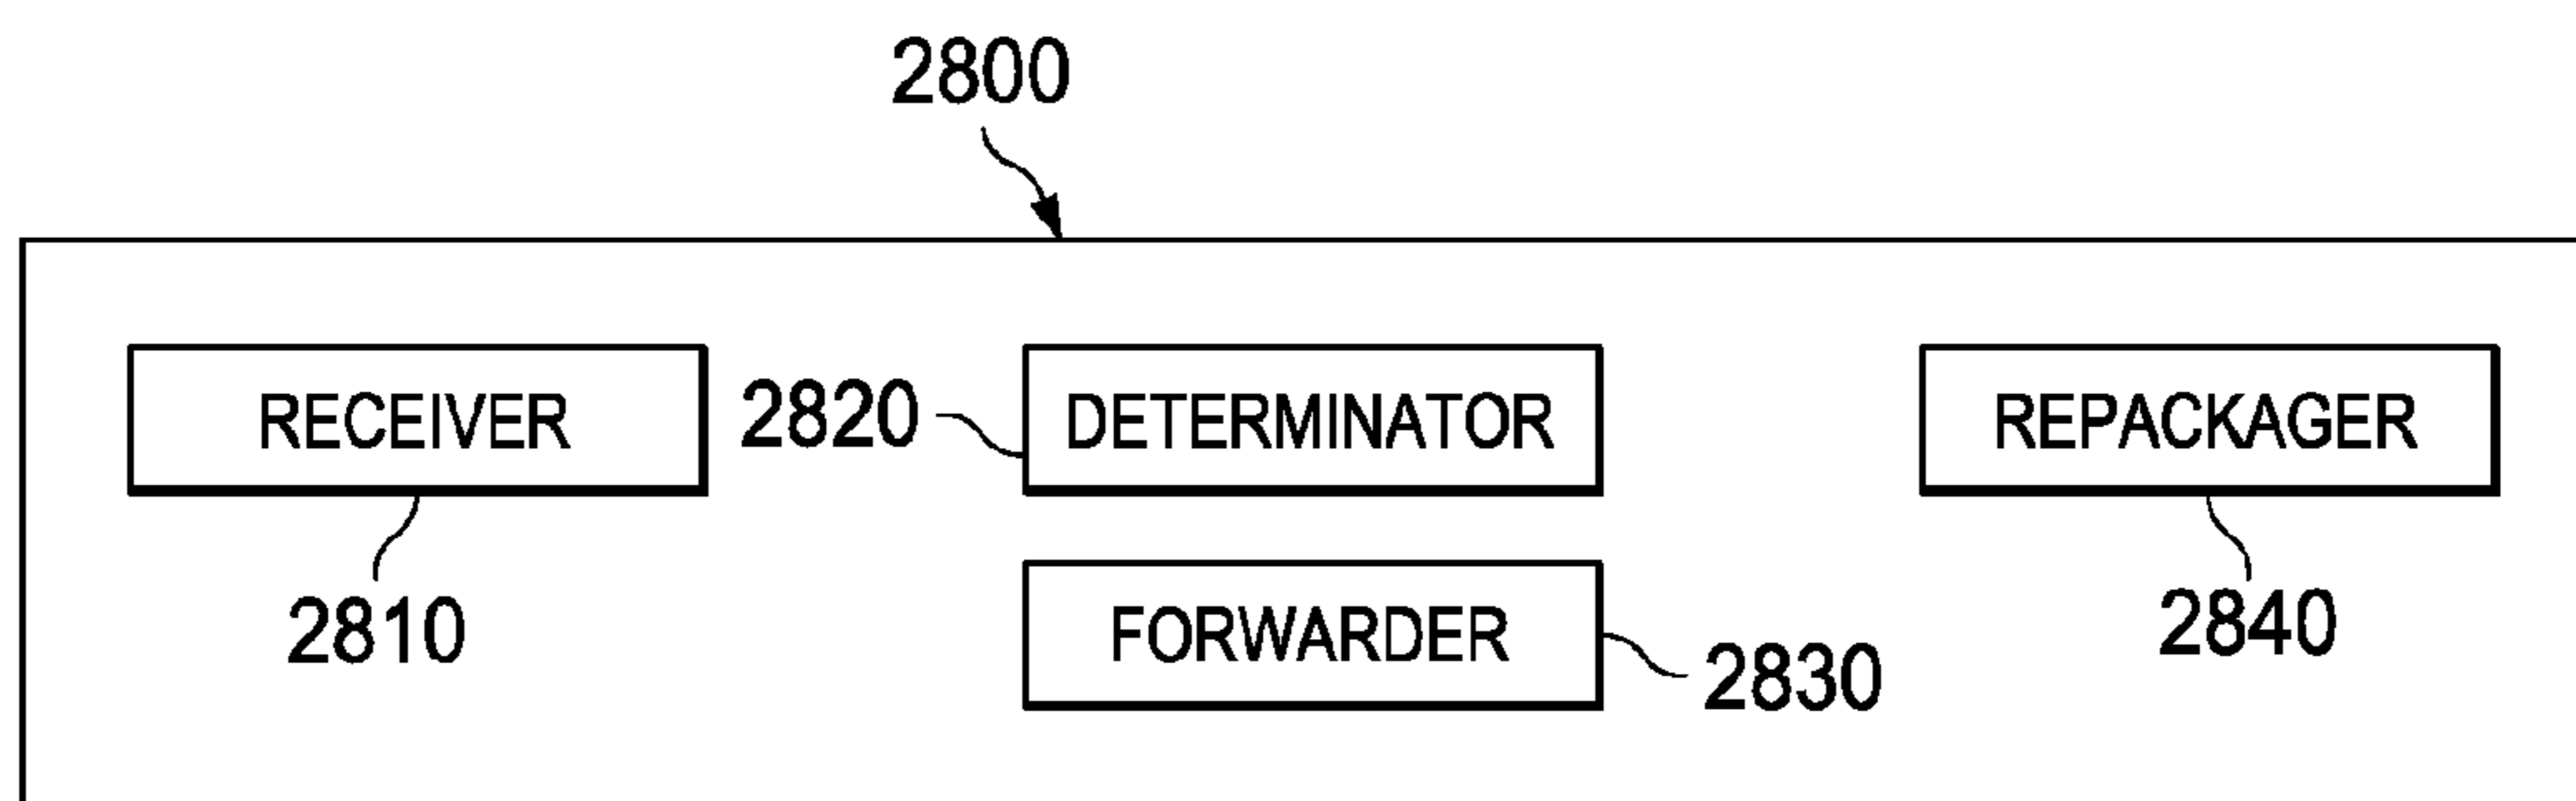 2800
RECEIVER
2820
DETERMINATOR
REPACKAGER
2810
FORWARDER
2830
2840